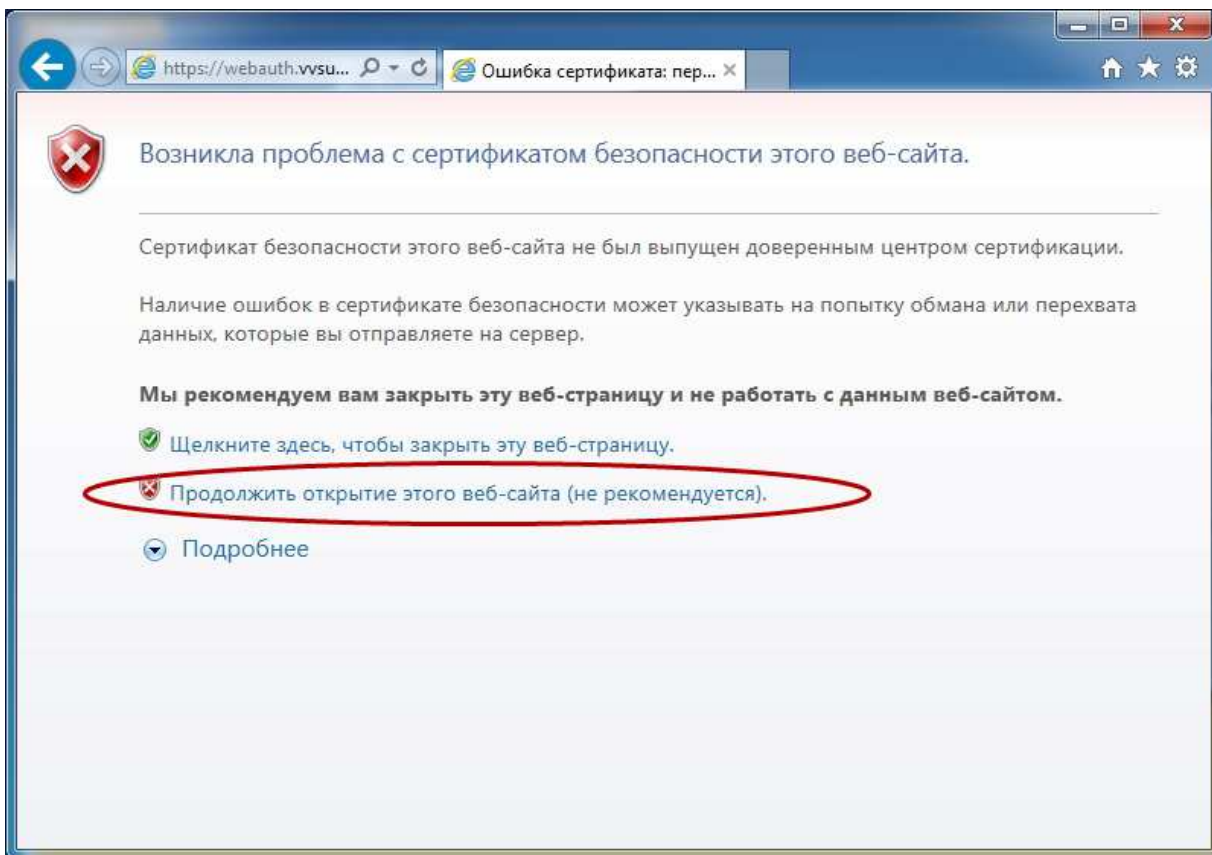 https://webauth.vvsu...
Ошибка сертификата: пер...
Возникла проблема с сертификатом безопасности этого веб-сайта.
Сертификат безопасности этого веб-сайта не был выпущен доверенным центром сертификации.
Наличие ошибок в сертификате безопасности может указывать на попытку обмана или перехвата
данных, которые вы отправляете на сервер.
Мы рекомендуем вам закрыть эту веб-страницу и не работать с данным веб-сайтом.
Щелкните здесь, чтобы закрыть эту веб-страницу.
Продолжить открытие этого веб-сайта (не рекомендуется).
Подробнее